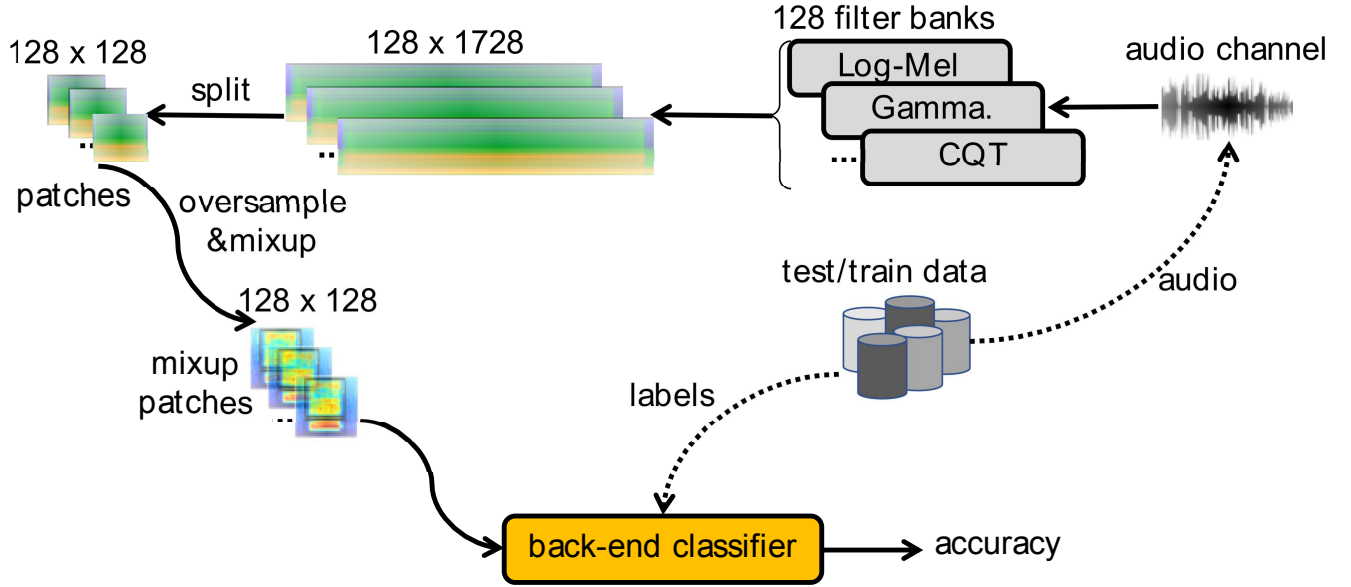 128 filter banks
128 x 128
128 x 1728
audio channel
Log-Mel
split
Gamma.
...
CQT
..
..
patches
oversample
&mixup
test/train data
audio
128 x 128
mixup
patches
labels
..
back-end classifier
accuracy